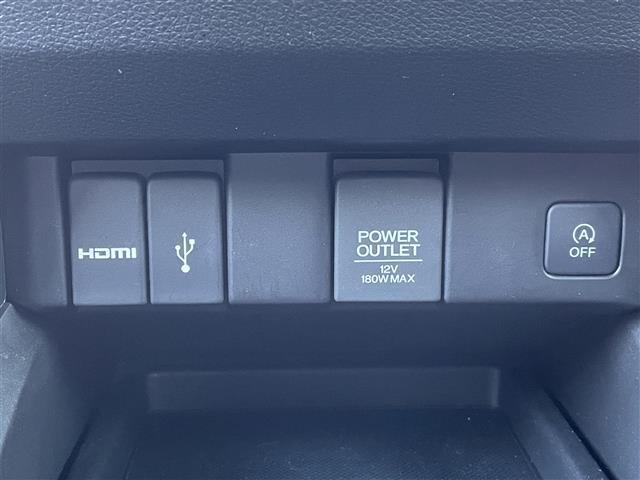 HDMI
POWER
OUTLET
12V
180W MAX
A
OFF